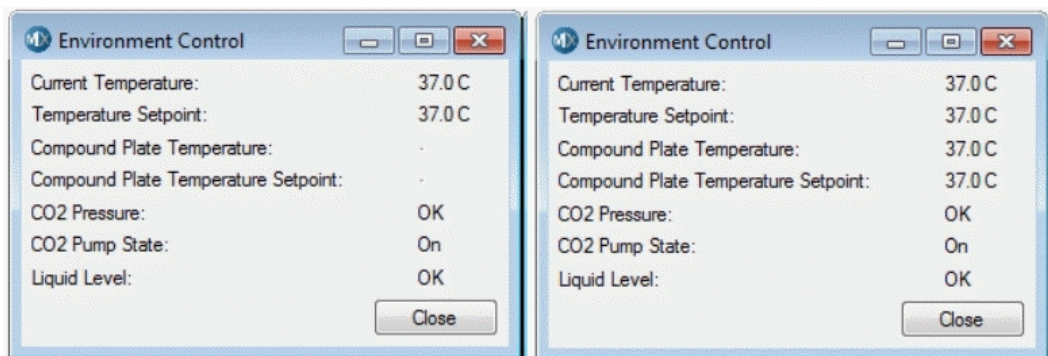 Environment Control
Current Temperature: 37.0 C
Temperature Setpoint: 37.0 C
Compound Plate Temperature: -
Compound Plate Temperature Setpoint: -
CO2 Pressure: OK
CO2 Pump State: On
Liquid Level: OK
Close
Environment Control
Current Temperature: 37.0 C
Temperature Setpoint: 37.0 C
Compound Plate Temperature: 37.0 C
Compound Plate Temperature Setpoint: 37.0 C
CO2 Pressure: OK
CO2 Pump State: On
Liquid Level: OK
Close